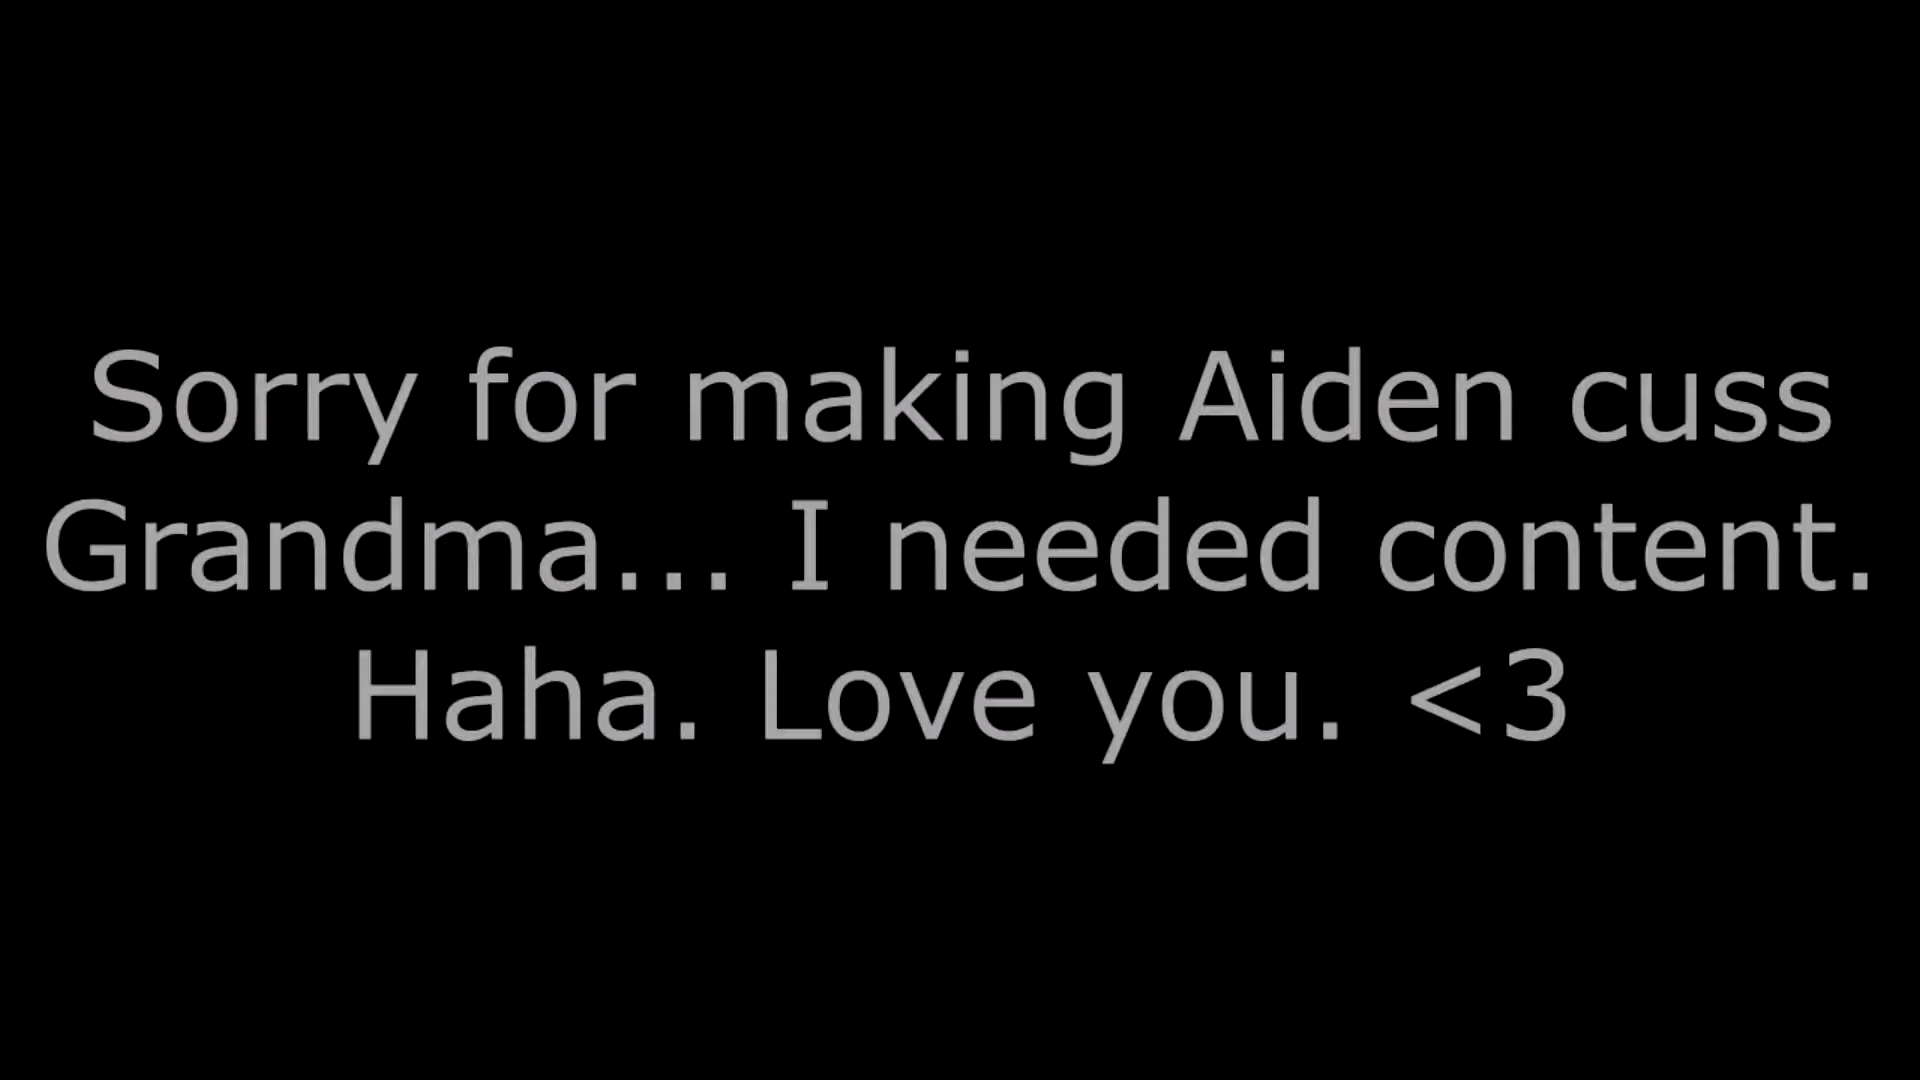 Sorry for making Aiden cuss
Grandma... I needed content.
Haha. Love you. <3